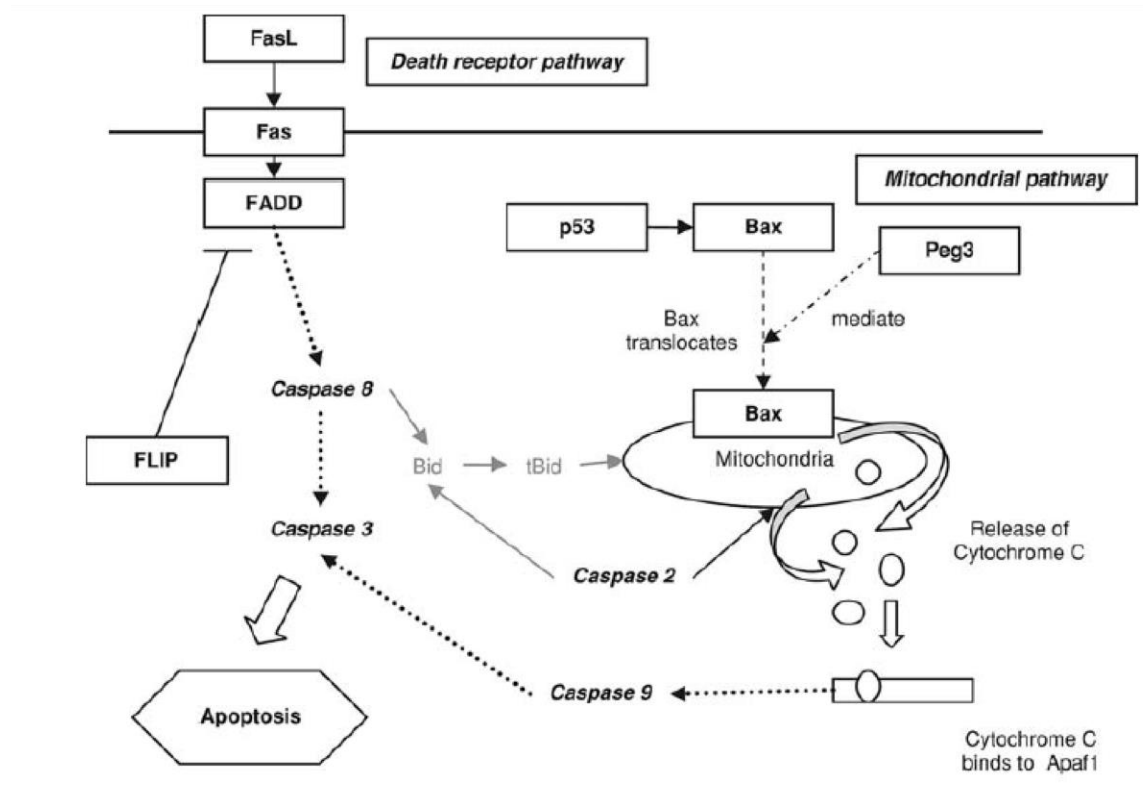 FasL
Death receptor pathway
Fas
Mitochondrial pathway
FADD
p53
Bax
Peg3
Bax
translocates
mediate
Caspase 8
Bax
FLIP
Bid
tBid
Mitochondria
Caspase 3
Release of
Cytochrome C
Caspase 2
Caspase 9
Apoptosis
Cytochrome C
binds to Apaf1